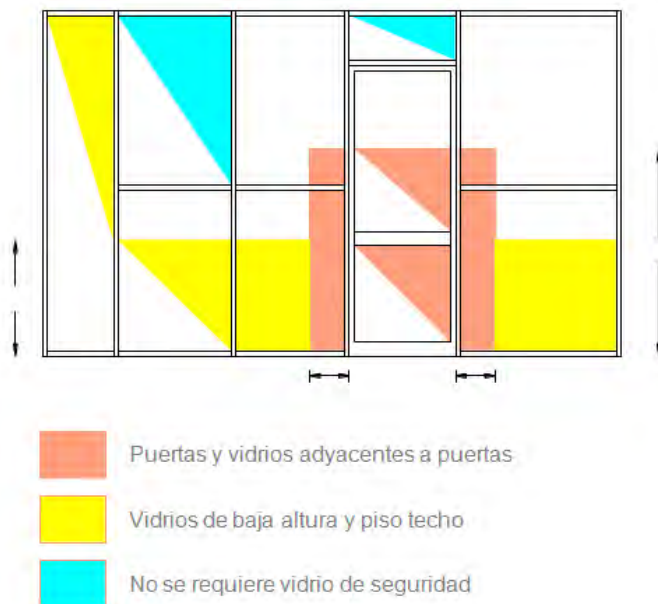 Puertas y vidrios adyacentes a puertas
Vidrios de baja altura y piso techo
No se requiere vidrio de seguridad